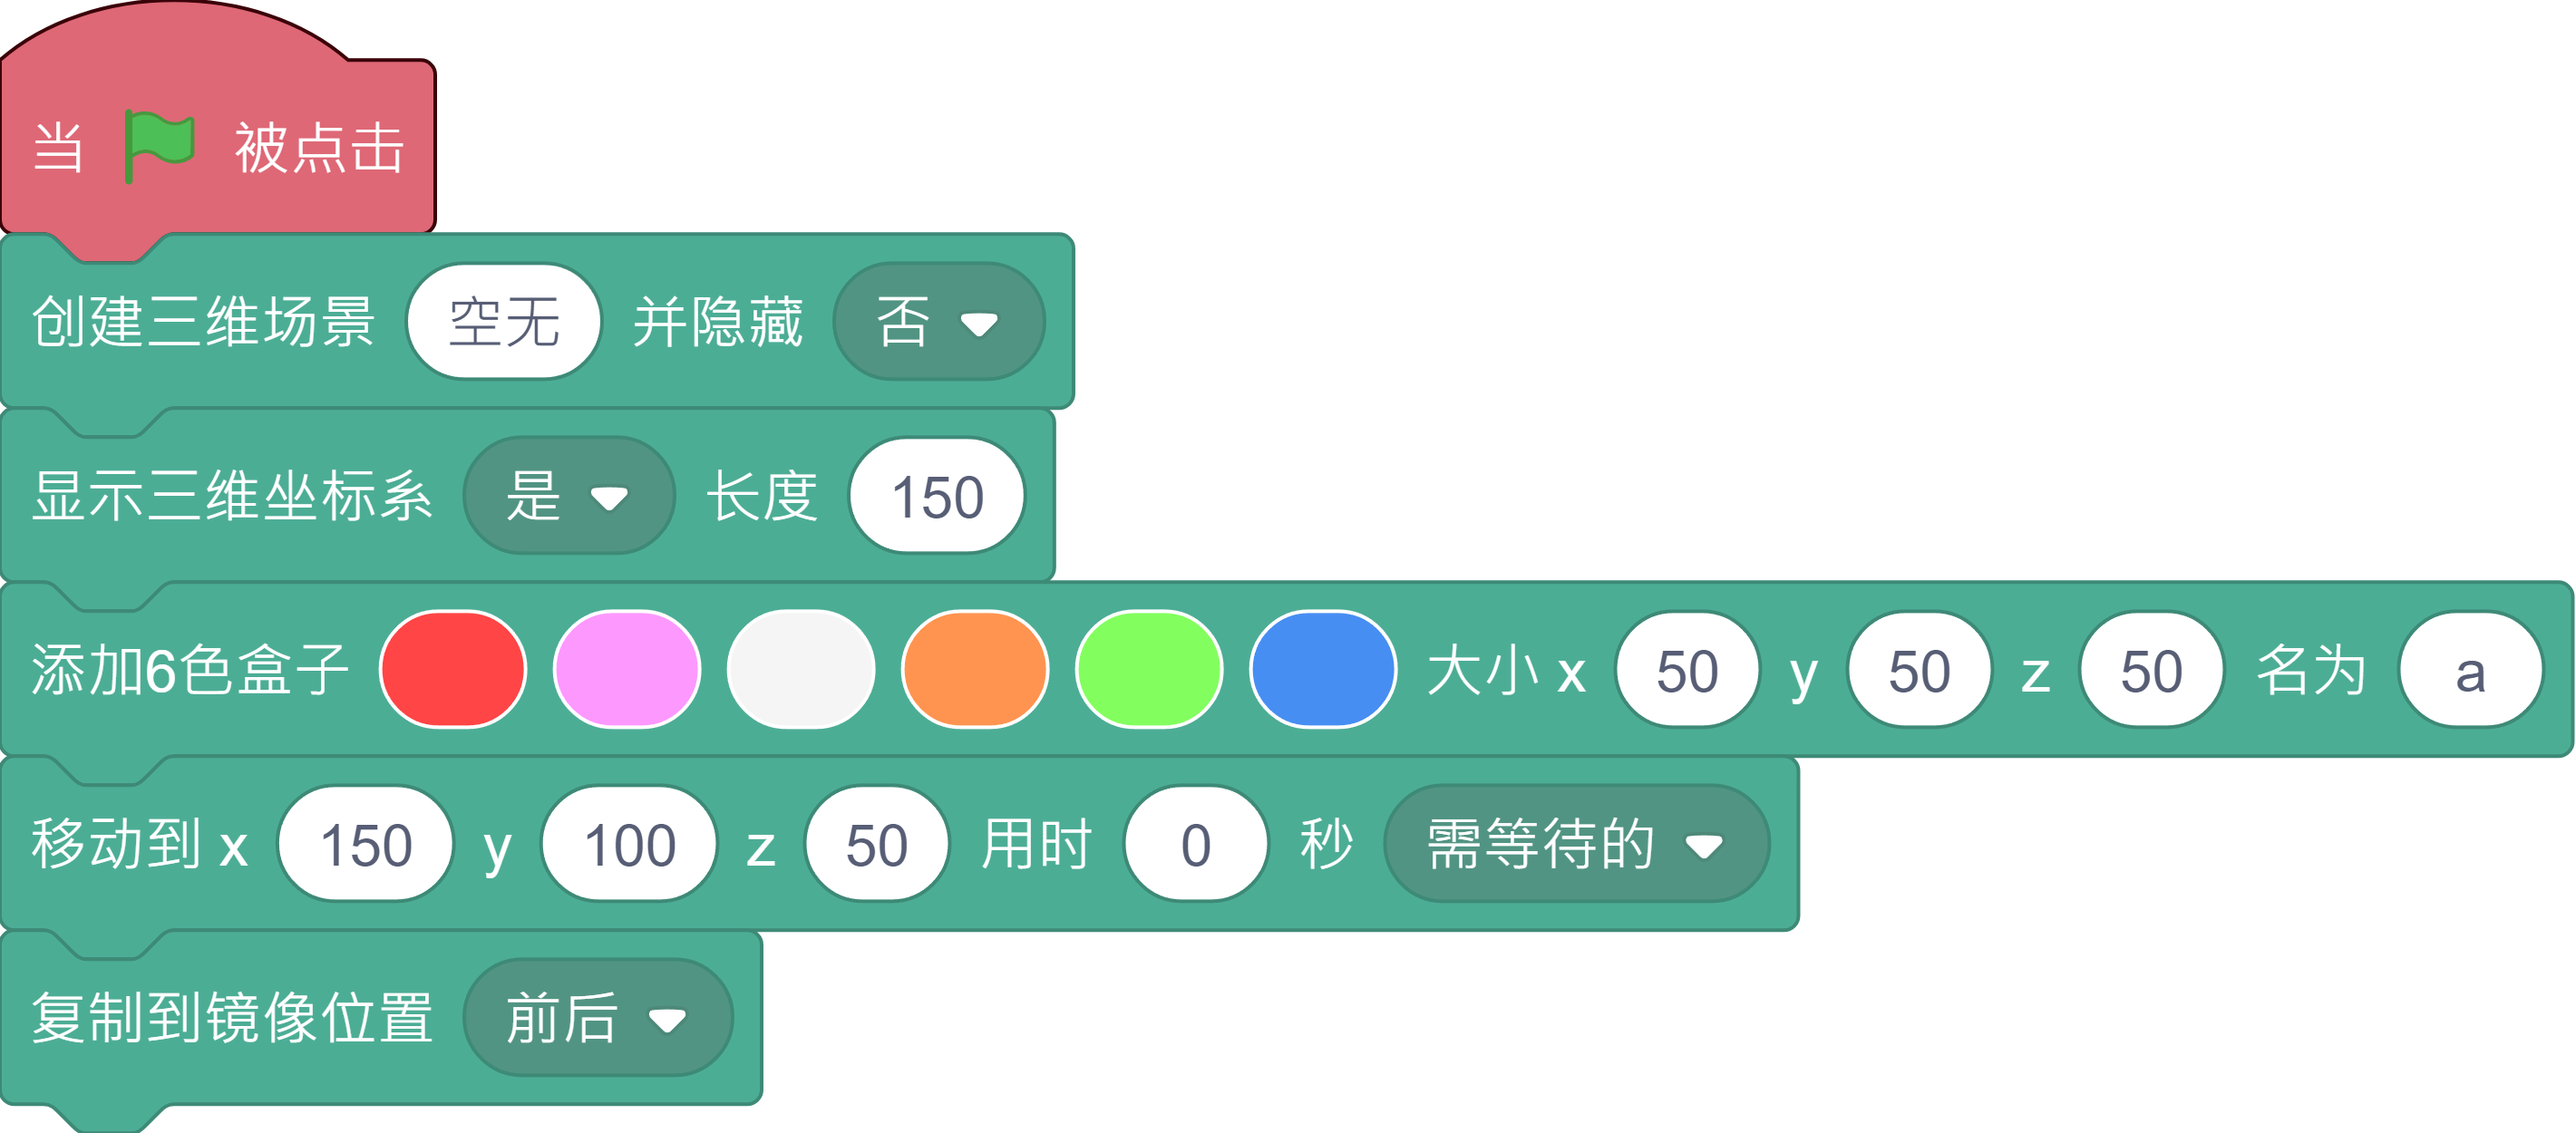 当 被点击
创建三维场景 空无 并隐藏 否
显示三维坐标系 是 长度 150
添加6色盒子 大小 x 50 y 50 z 50 名为 a
移动到 x 150 y 100 z 50 用时 0 秒 需等待的
复制到镜像位置 前后